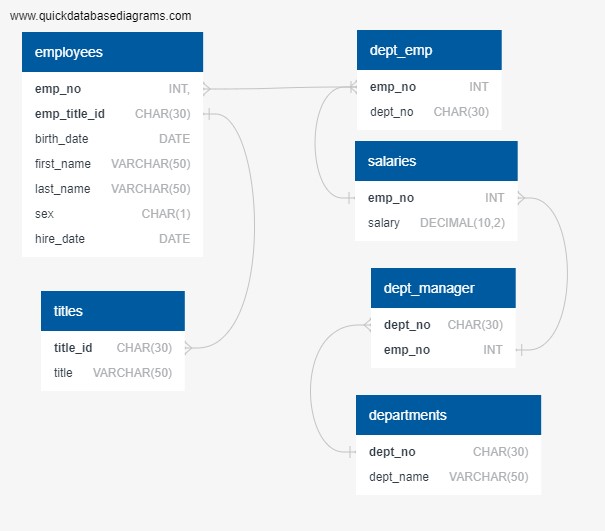 www.quickdatabasediagrams.com
employees
emp_no INT,
emp_title_id CHAR(30)
birth_date DATE
first_name VARCHAR(50)
last_name VARCHAR(50)
sex CHAR(1)
hire_date DATE
titles
title_id CHAR(30)
title VARCHAR(50)
dept_emp
emp_no INT
dept_no CHAR(30)
salaries
emp_no INT
salary DECIMAL(10,2)
dept_manager
dept_no CHAR(30)
emp_no INT
departments
dept_no CHAR(30)
dept_name VARCHAR(50)